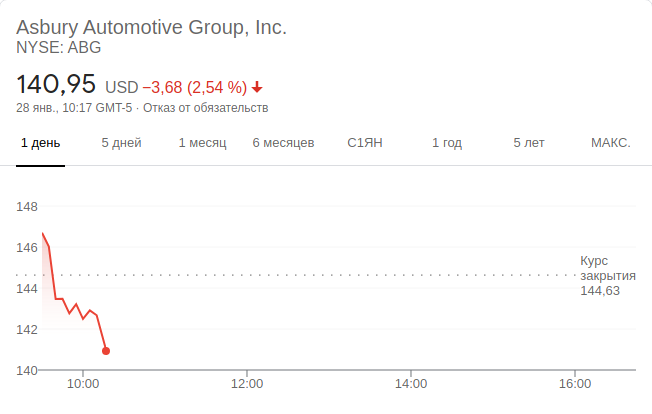 Asbury Automotive Group, Inc.
NYSE: ABG
140,95 USD −3,68 (2,54 %)
28 янв., 10:17 GMT-5 · Отказ от обязательств
1 день 5 дней 1 месяц 6 месяцев С1ЯН 1 год 5 лет МАКС.
148
146
Курс
закрытия
144,63
144
142
140
10:00 12:00 14:00 16:00